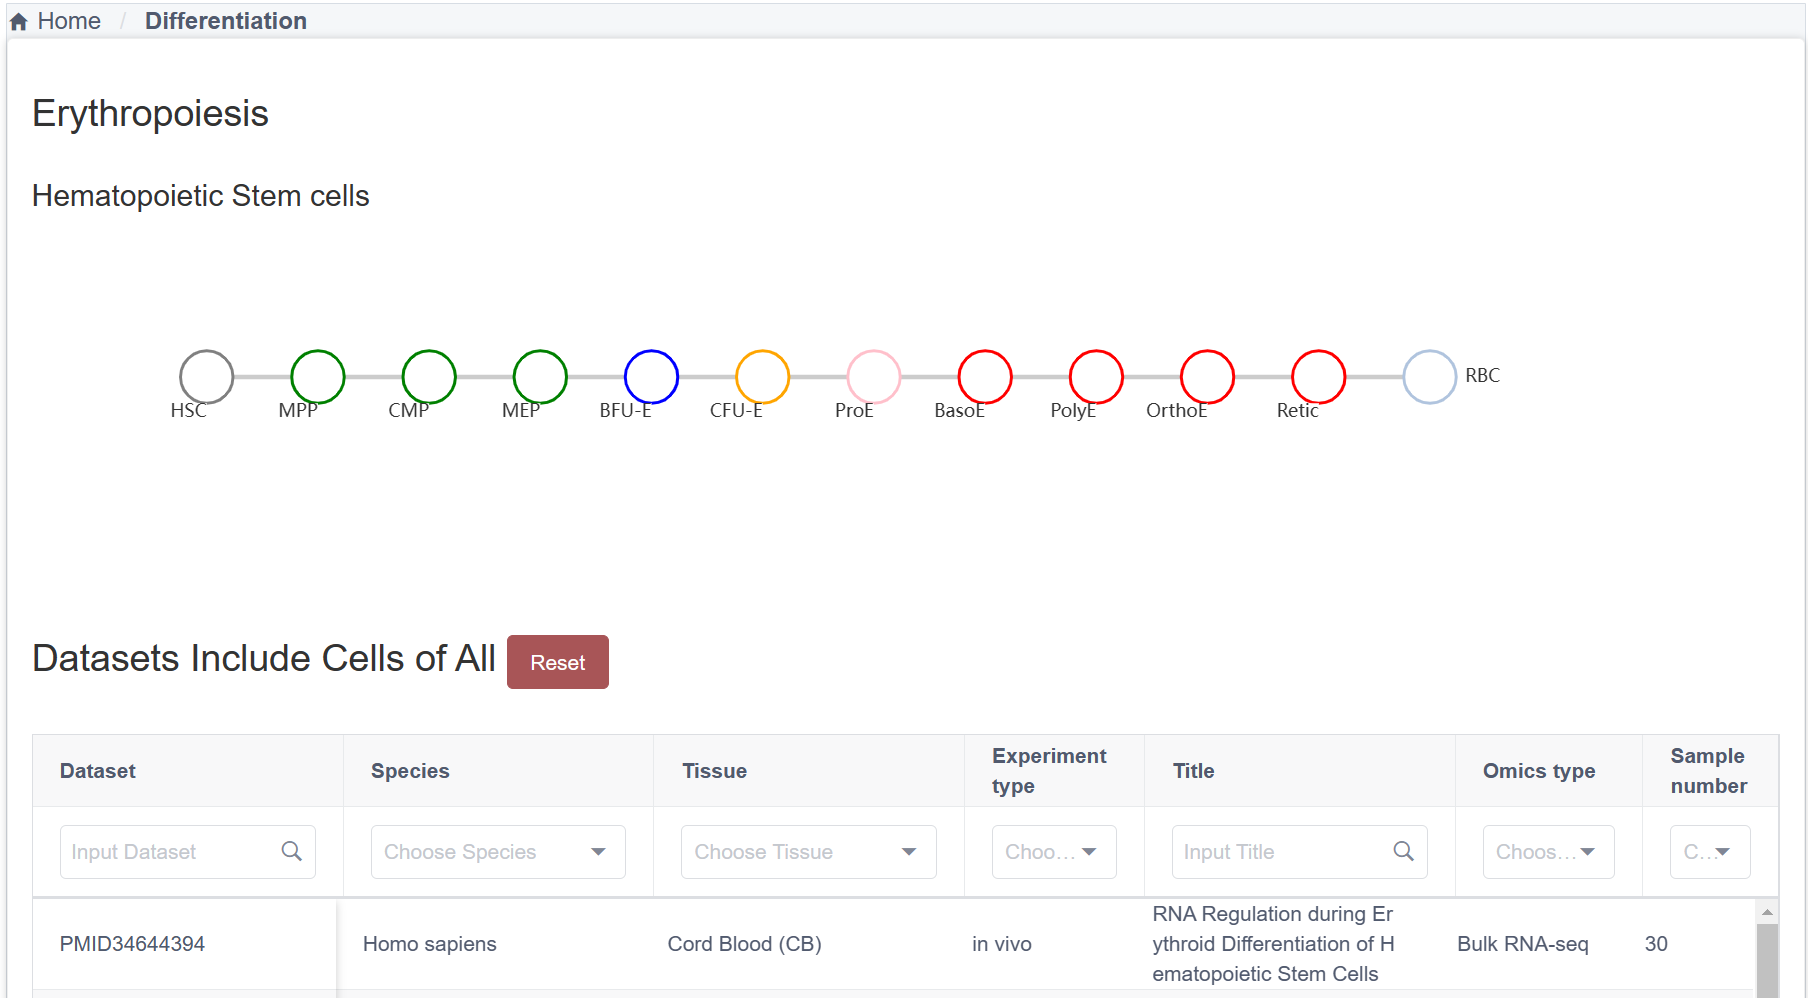 Home / Differentiation
Erythropoiesis
Hematopoietic Stem cells
HSC MPP CMP MEP BFU-E CFU-E ProE BasoE PolyE OrthoE Retic RBC
Datasets Include Cells of All Reset
Dataset Species Tissue Experiment type Title Omics type Sample number
Input Dataset Choose Species Choose Tissue Choo... Input Title Choos... C...
PMID34644394 Homo sapiens Cord Blood (CB) in vivo RNA Regulation during Er
ythroid Differentiation of H
ematopoietic Stem Cells Bulk RNA-seq 30